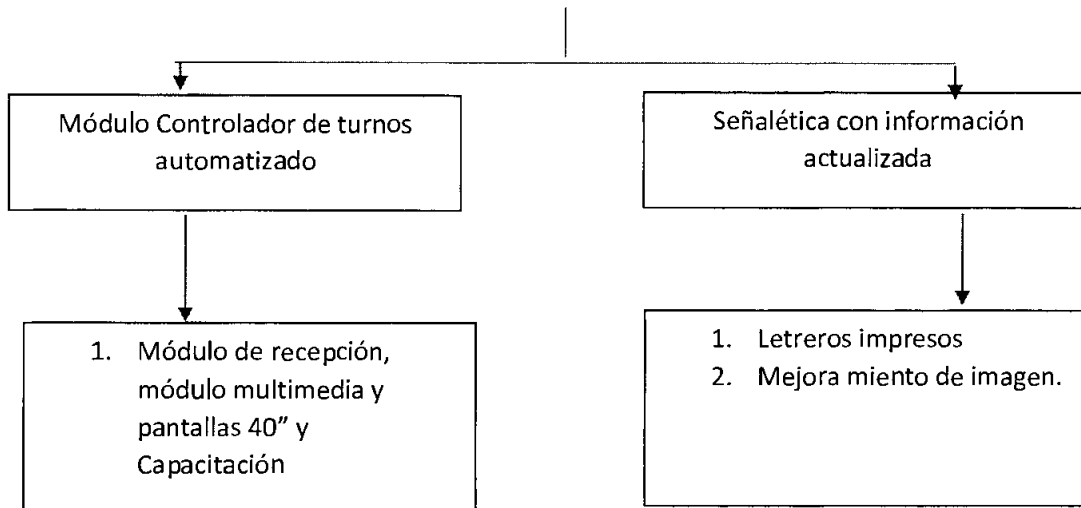 Módulo Controlador de turnos
automatizado
Señalética con información
actualizada
1. Módulo de recepción,
módulo multimedia y
pantallas 40” y
Capacitación
1. Letreros impresos
2. Mejora miento de imagen.